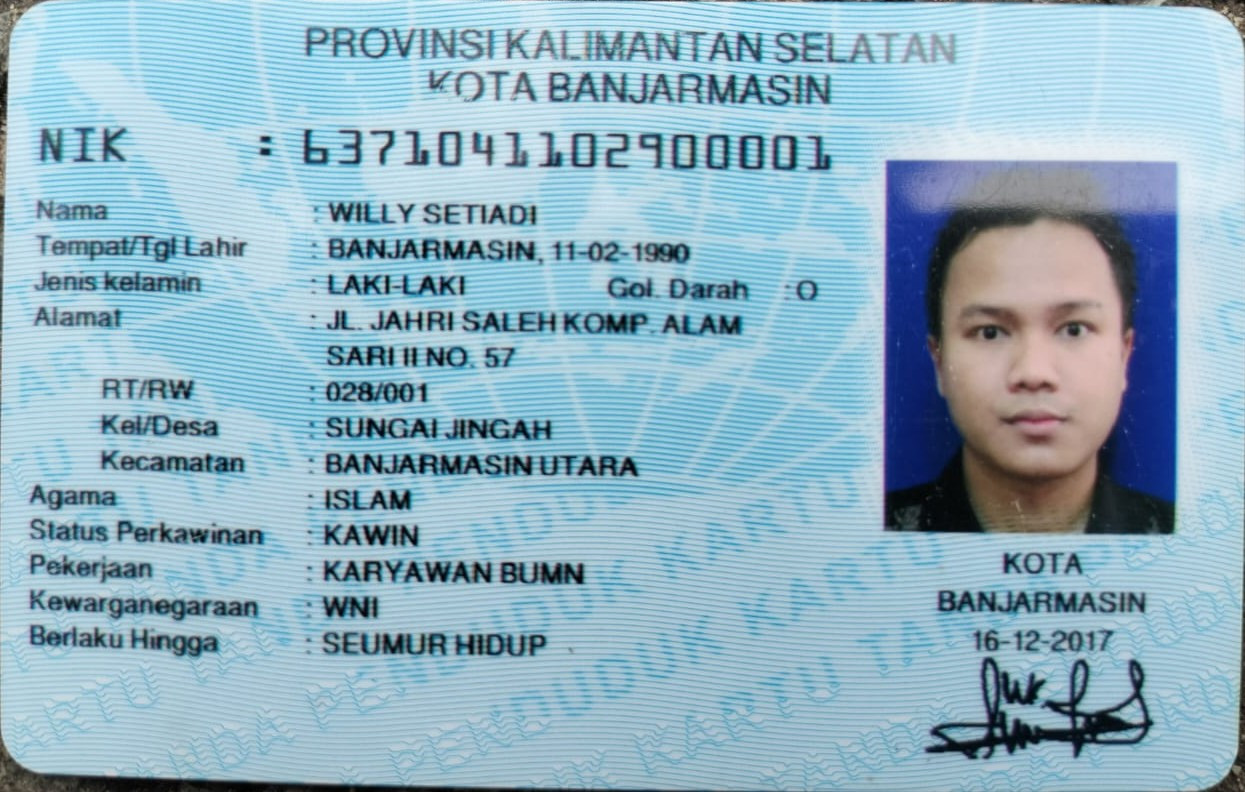 PROVINSI KALIMANTAN SELATAN
KOTA BANJARMASIN
NIK : 6371041102900001
Nama : WILLY SETIADI
Tempat/Tgl Lahir : BANJARMASIN, 11-02-1990
Jenis kelamin : LAKI-LAKI Gol. Darah : O
Alamat : JL. JAHRI SALEH KOMP. ALAM
SARI II NO. 57
RT/RW : 028/001
Kel/Desa : SUNGAI JINGAH
Kecamatan : BANJARMASIN UTARA
Agama : ISLAM
Status Perkawinan : KAWIN
Pekerjaan : KARYAWAN BUMN
Kewarganegaraan : WNI
Berlaku Hingga : SEUMUR HIDUP
KOTA
BANJARMASIN
16-12-2017